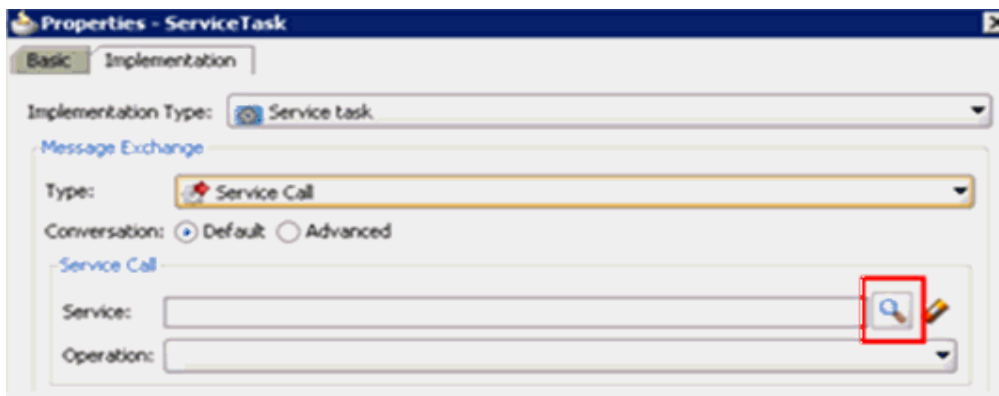 Properties - ServiceTask
Basic Implementation
Implementation Type: Service task
Message Exchange
Type: Service Call
Conversation: Default Advanced
Service Call
Service:
Operation: